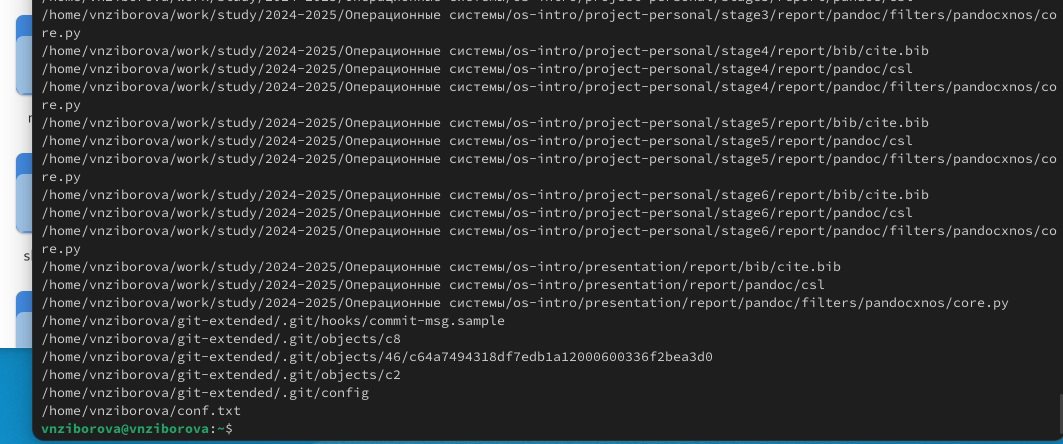 /home/vnziborova/work/study/2024-2025/Операционные системы/os-intro/project-personal/stage3/report/pandoc/filters/pandocxnos/co
re.py
/home/vnziborova/work/study/2024-2025/Операционные системы/os-intro/project-personal/stage4/report/bib/cite.bib
/home/vnziborova/work/study/2024-2025/Операционные системы/os-intro/project-personal/stage4/report/pandoc/csl
/home/vnziborova/work/study/2024-2025/Операционные системы/os-intro/project-personal/stage4/report/pandoc/filters/pandocxnos/co
re.py
/home/vnziborova/work/study/2024-2025/Операционные системы/os-intro/project-personal/stage5/report/bib/cite.bib
/home/vnziborova/work/study/2024-2025/Операционные системы/os-intro/project-personal/stage5/report/pandoc/csl
/home/vnziborova/work/study/2024-2025/Операционные системы/os-intro/project-personal/stage5/report/pandoc/filters/pandocxnos/co
re.py
/home/vnziborova/work/study/2024-2025/Операционные системы/os-intro/project-personal/stage6/report/bib/cite.bib
/home/vnziborova/work/study/2024-2025/Операционные системы/os-intro/project-personal/stage6/report/pandoc/csl
/home/vnziborova/work/study/2024-2025/Операционные системы/os-intro/project-personal/stage6/report/pandoc/filters/pandocxnos/co
re.py
/home/vnziborova/work/study/2024-2025/Операционные системы/os-intro/presentation/report/bib/cite.bib
/home/vnziborova/work/study/2024-2025/Операционные системы/os-intro/presentation/report/pandoc/csl
/home/vnziborova/work/study/2024-2025/Операционные системы/os-intro/presentation/report/pandoc/filters/pandocxnos/core.py
/home/vnziborova/git-extended/.git/hooks/commit-msg.sample
/home/vnziborova/git-extended/.git/objects/c8
/home/vnziborova/git-extended/.git/objects/46/c64a7494318df7edb1a12000600336f2bea3d0
/home/vnziborova/git-extended/.git/objects/c2
/home/vnziborova/git-extended/.git/config
/home/vnziborova/conf.txt
vnziborova@vnziborova:~$